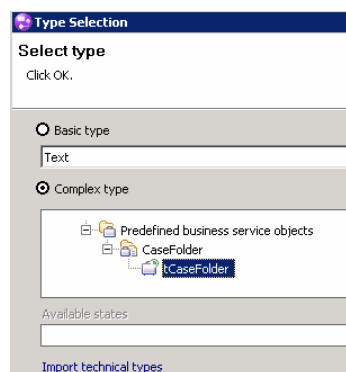 Type Selection
Select type
Click OK.
Basic type
Text
Complex type
Predefined business service objects
CaseFolder
tCaseFolder
Available states
Import technical types